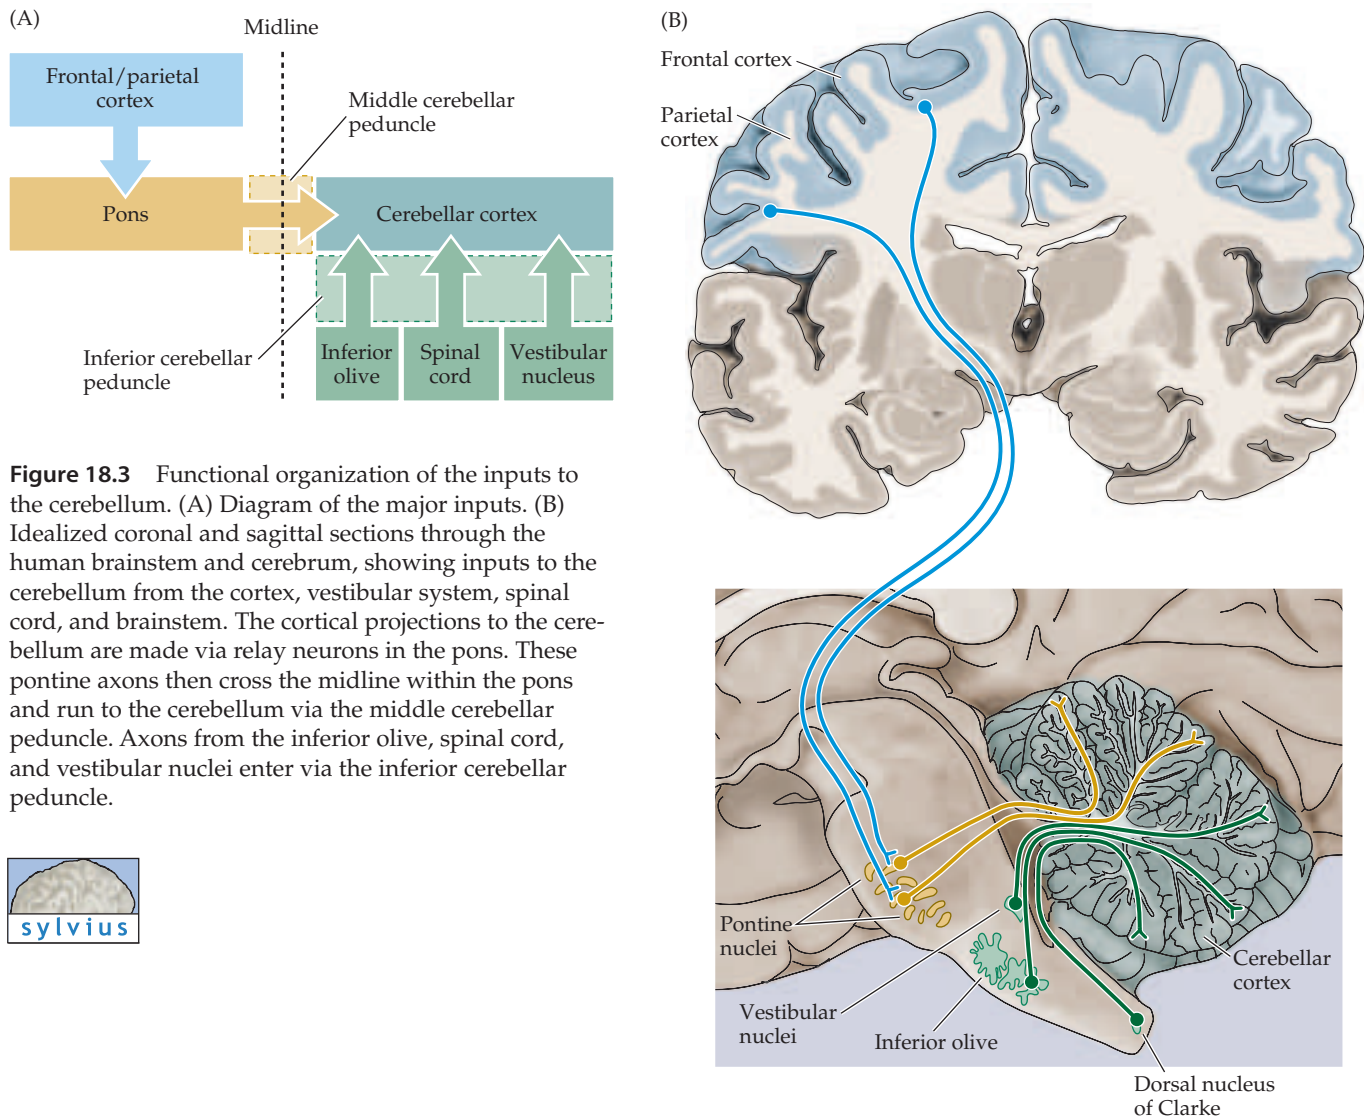 (A)
Midline
Frontal/parietal
cortex
Middle cerebellar
peduncle
Pons
Cerebellar cortex
Inferior cerebellar
peduncle
Inferior
olive
Spinal
cord
Vestibular
nucleus
Figure 18.3 Functional organization of the inputs to
the cerebellum. (A) Diagram of the major inputs. (B)
Idealized coronal and sagittal sections through the
human brainstem and cerebrum, showing inputs to the
cerebellum from the cortex, vestibular system, spinal
cord, and brainstem. The cortical projections to the cere-
bellum are made via relay neurons in the pons. These
pontine axons then cross the midline within the pons
and run to the cerebellum via the middle cerebellar
peduncle. Axons from the inferior olive, spinal cord,
and vestibular nuclei enter via the inferior cerebellar
peduncle.
sylvius
(B)
Frontal cortex
Parietal
cortex
Pontine
nuclei
Vestibular
nuclei
Inferior olive
Cerebellar
cortex
Dorsal nucleus
of Clarke